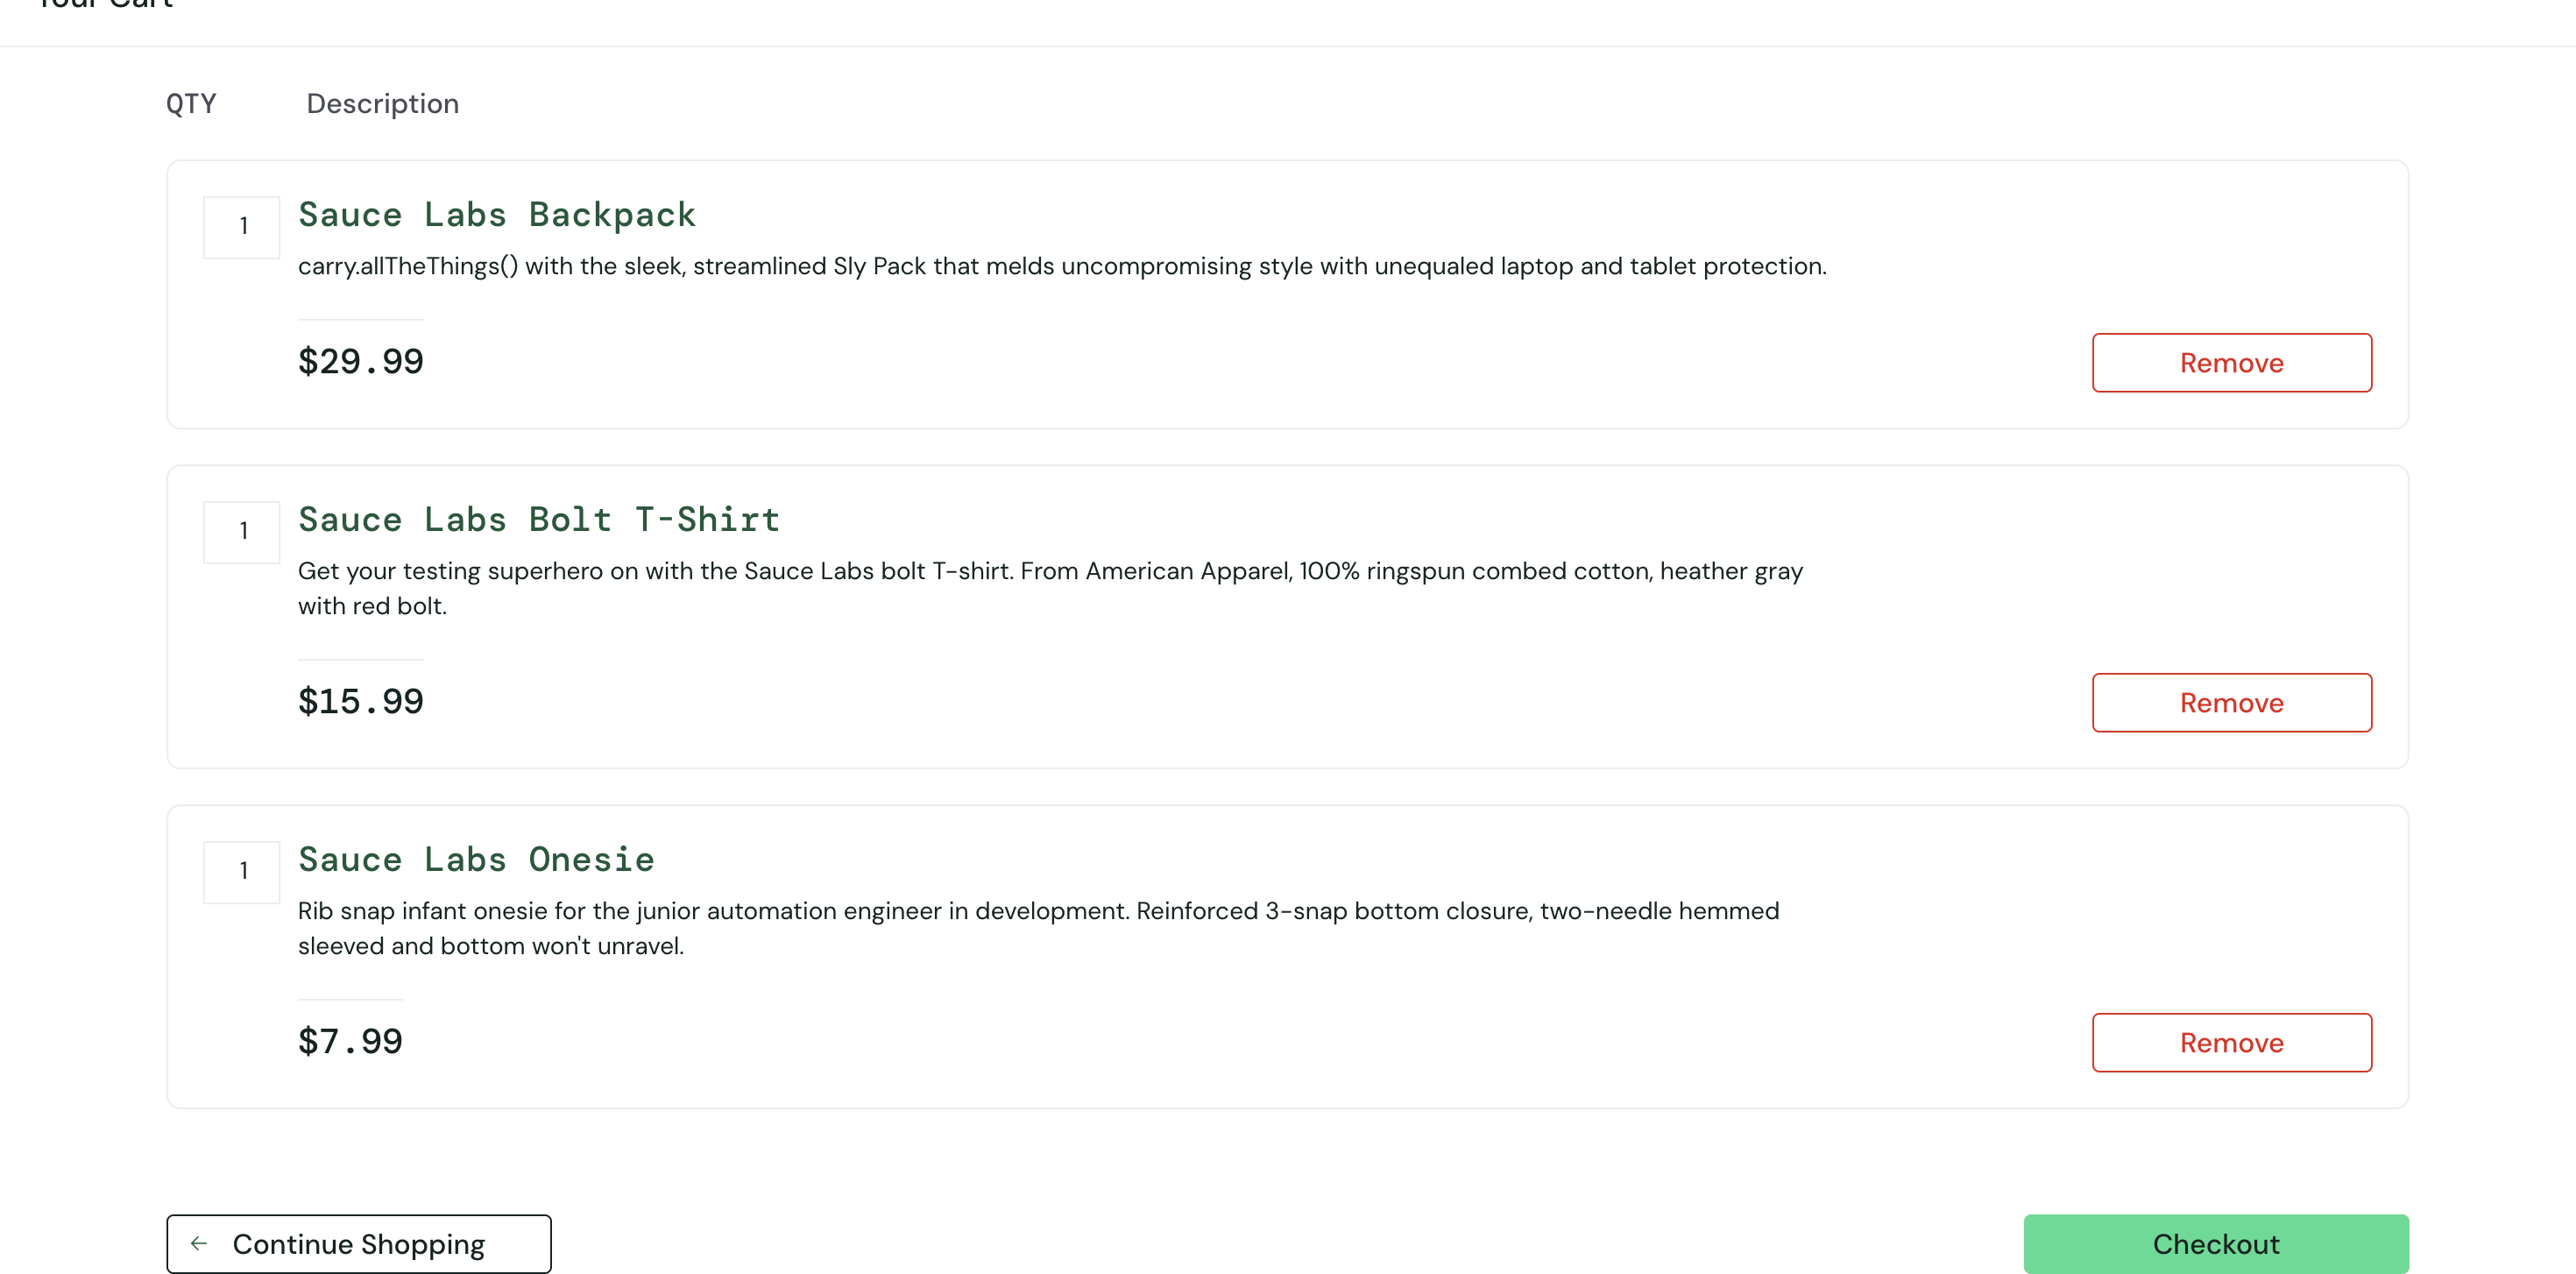 Your Cart
QTY Description
1 Sauce Labs Backpack
carry.allTheThings() with the sleek, streamlined Sly Pack that melds uncompromising style with unequaled laptop and tablet protection.
$29.99 Remove
1 Sauce Labs Bolt T-Shirt
Get your testing superhero on with the Sauce Labs bolt T-shirt. From American Apparel, 100% ringspun combed cotton, heather gray
with red bolt.
$15.99 Remove
1 Sauce Labs Onesie
Rib snap infant onesie for the junior automation engineer in development. Reinforced 3-snap bottom closure, two-needle hemmed
sleeved and bottom won't unravel.
$7.99 Remove
Continue Shopping Checkout